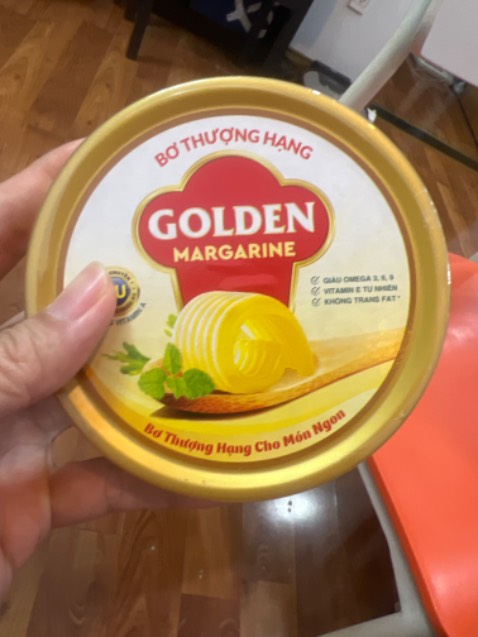 BƠ THƯỢNG HẠNG
GOLDEN
MARGARINE
GIÀU OMEGA 3, 6, 9
VITAMIN E TỰ NHIÊN
KHÔNG TRANS FAT*
VITAMIN A
Bơ Thượng Hạng Cho Món Ngon